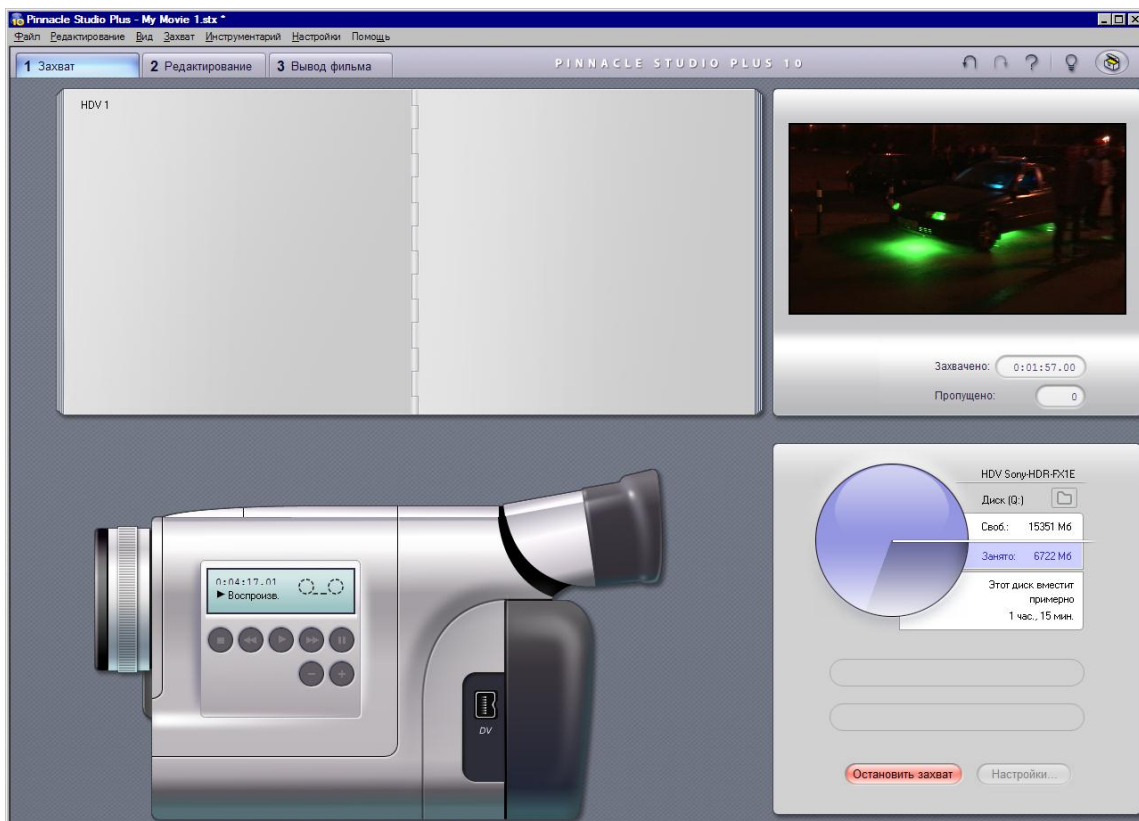 Pinnacle Studio Plus - My Movie 1.stx *
Файл Редактирование Вид Захват Инструментарий Настройки Помощь
1 Захват 2 Редактирование 3 Вывод фильма PINNACLE STUDIO PLUS 10
HDV 1
Захвачено: 0:01:57.00
Пропущено: 0
HDV Sony-HDR-FX1E
Диск (Q:)
Своб.: 15351 Мб
Занято: 6722 Мб
Этот диск вместит
примерно
1 час., 15 мин.
0:04:17.01
Воспроизв.
DV
Остановить захват Настройки...